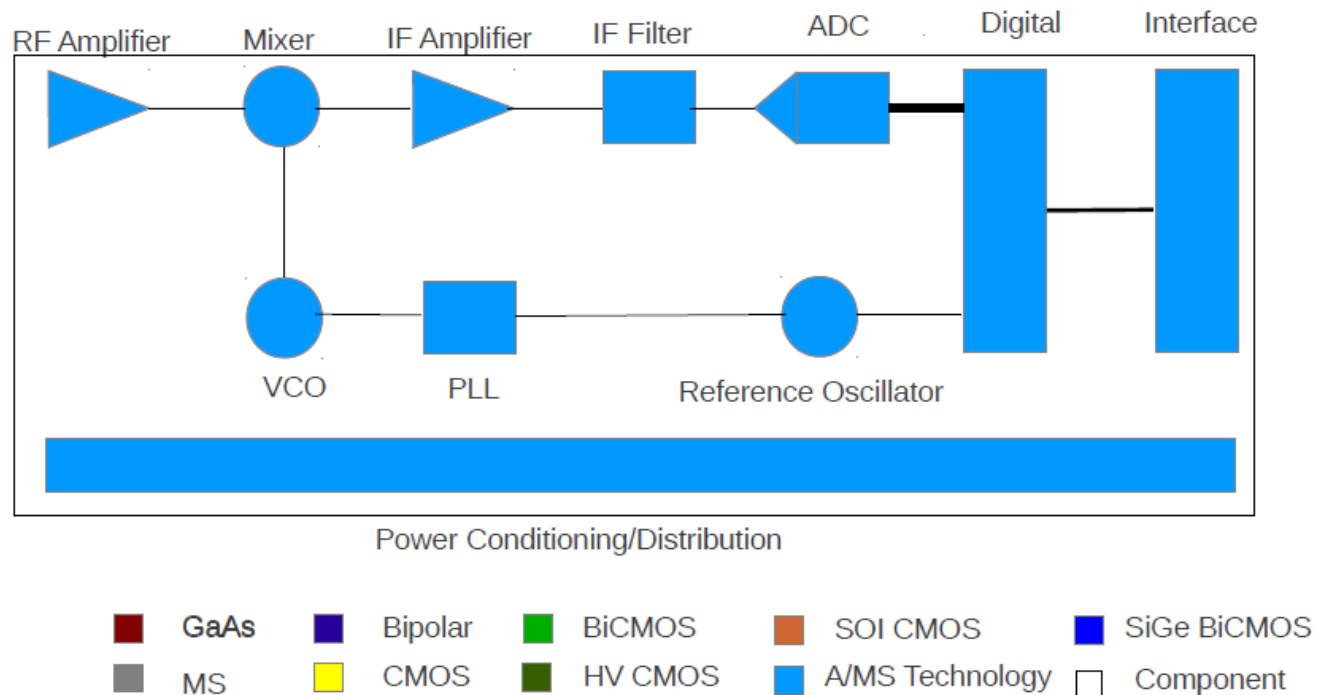 RF Amplifier Mixer IF Amplifier IF Filter ADC Digital Interface
VCO PLL Reference Oscillator
Power Conditioning/Distribution
GaAs Bipolar BiCMOS SOI CMOS SiGe BiCMOS
MS CMOS HV CMOS A/MS Technology Component